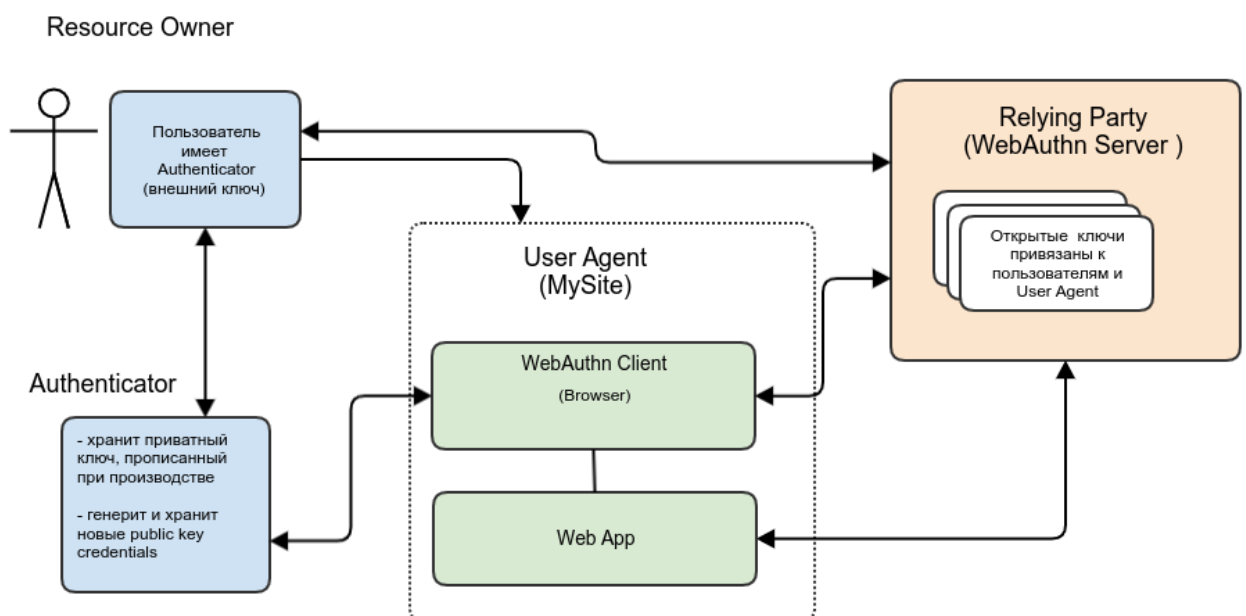 Resource Owner
Пользователь
имеет
Authenticator
(внешний ключ)
Relying Party
(WebAuthn Server )
Открытые ключи
привязаны к
пользователям и
User Agent
User Agent
(MySite)
WebAuthn Client
(Browser)
Web App
Authenticator
- хранит приватный
ключ, прописанный
при производстве
- генерит и хранит
новые public key
credentials